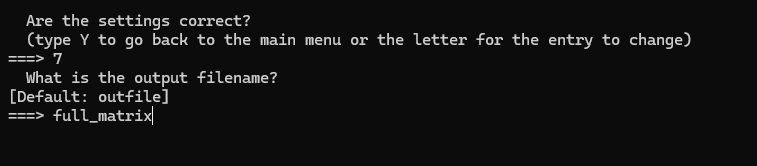 Are the settings correct?
(type Y to go back to the main menu or the letter for the entry to change)
===> 7
What is the output filename?
[Default: outfile]
===> full_matrix